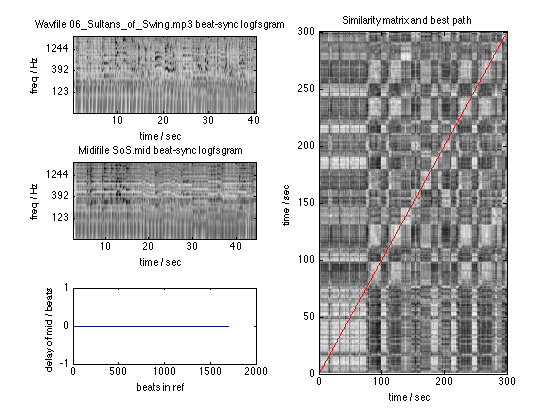 Wavfile 06_Sultans_of_Swing.mp3 beat-sync logfsgram
1244
392
123
freq / Hz
10 20 30 40
time / sec
Midifile SoS.mid beat-sync logfsgram
1244
392
123
freq / Hz
10 20 30 40
time / sec
1
0
-1
delay of mid / beats
0 500 1000 1500 2000
beats in ref
Similarity matrix and best path
300
250
200
150
100
50
0
time / sec
0 100 200 300
time / sec